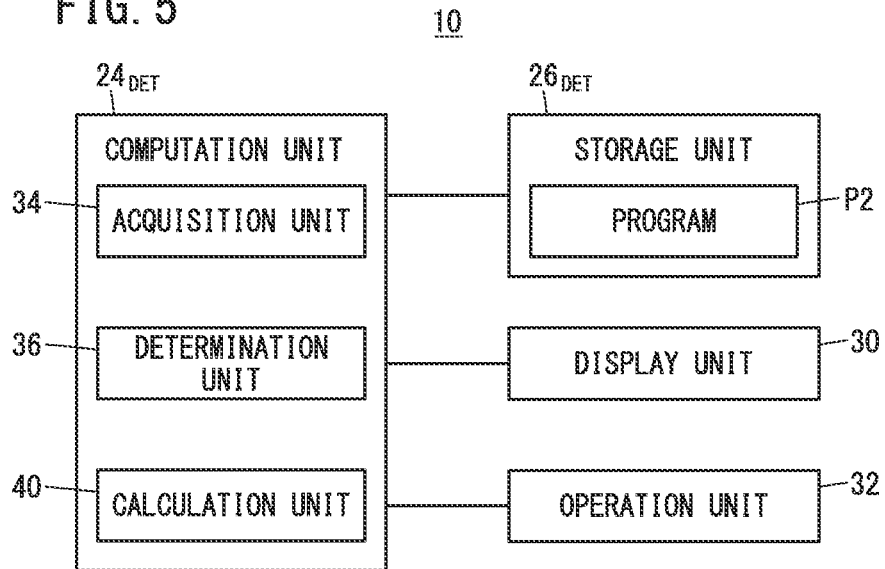 FIG. 5
10
24DET
26DET
COMPUTATION UNIT
STORAGE UNIT
34
ACQUISITION UNIT
PROGRAM
P2
36
DETERMINATION
UNIT
DISPLAY UNIT
30
40
CALCULATION UNIT
OPERATION UNIT
32